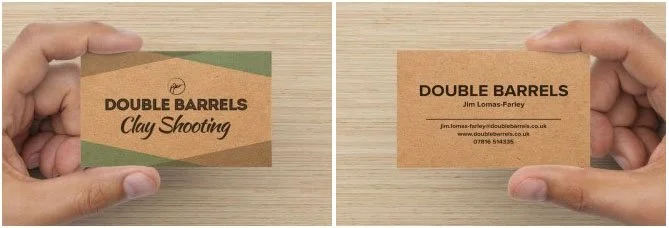 DOUBLE BARRELS
Clay Shooting
DOUBLE BARRELS
Jim Lomas-Farley
jim.lomas-farley@doublebarrels.co.uk
www.doublebarrels.co.uk
07816 514335